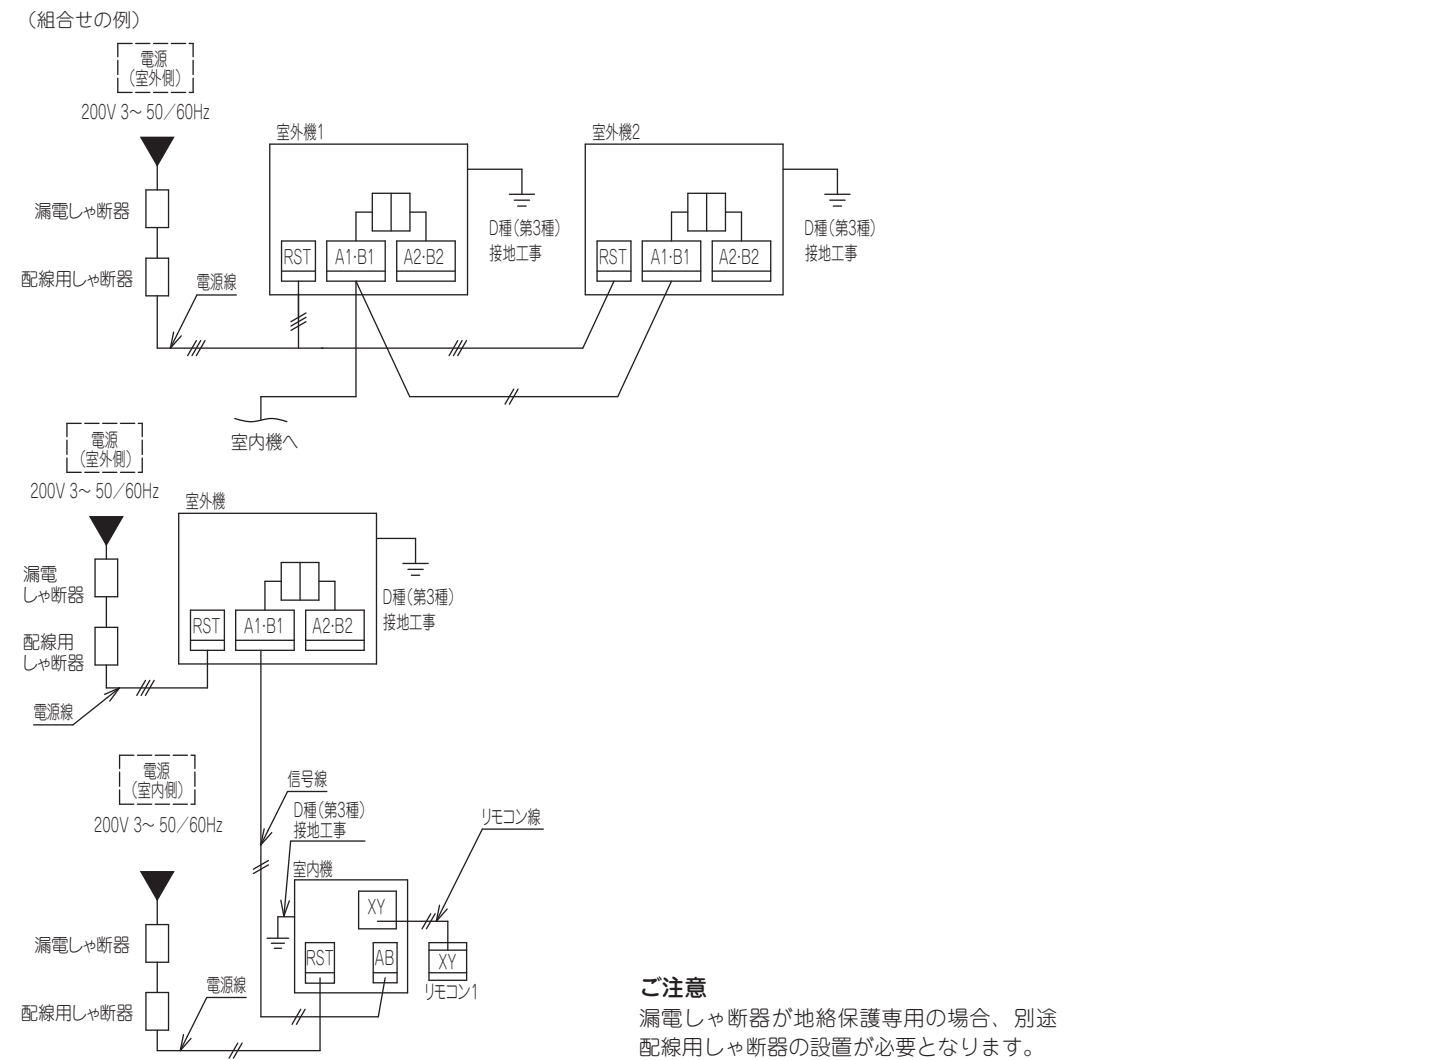 （組合せの例）
電源
（室外側）
200V 3～ 50／60Hz
室外機1
室外機2
漏電しゃ断器
D種（第3種）
接地工事
D種（第3種）
接地工事
RST
A1･B1
A2･B2
RST
A1･B1
A2･B2
配線用しゃ断器
電源線
室内機へ
電源
（室外側）
200V 3～ 50／60Hz
室外機
漏電
しゃ断器
D種（第3種）
接地工事
RST
A1･B1
A2･B2
配線用
しゃ断器
電源線
電源
（室内側）
200V 3～ 50／60Hz
信号線
D種（第3種）
接地工事
リモコン線
室内機
XY
漏電しゃ断器
RST
AB
XY
リモコン1
電源線
配線用しゃ断器
ご注意
漏電しゃ断器が地絡保護専用の場合、別途
配線用しゃ断器の設置が必要となります。